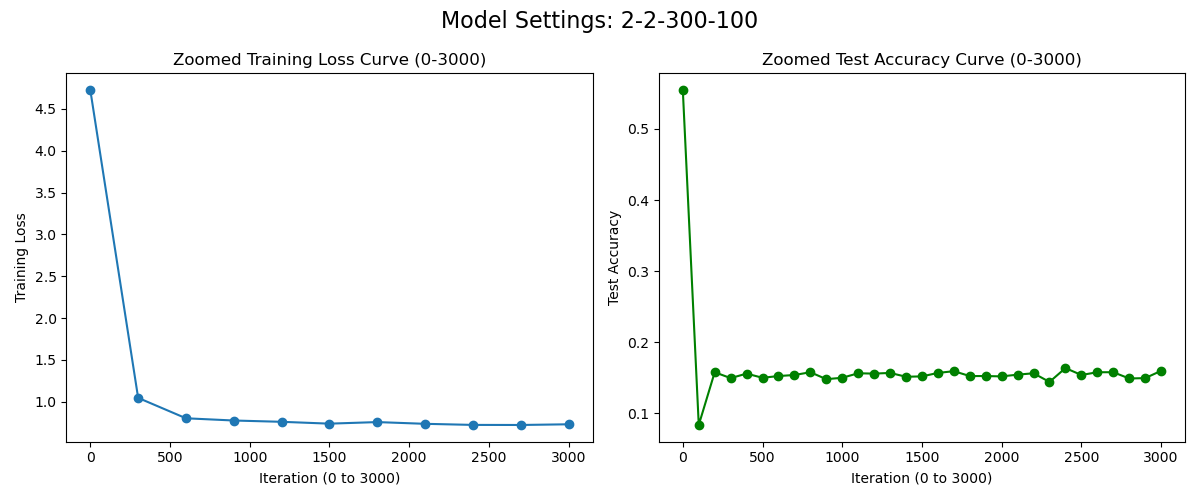 Model Settings: 2-2-300-100
Zoomed Training Loss Curve (0-3000)
Training Loss
4.5
4.0
3.5
3.0
2.5
2.0
1.5
1.0
0 500 1000 1500 2000 2500 3000
Iteration (0 to 3000)
Zoomed Test Accuracy Curve (0-3000)
Test Accuracy
0.5
0.4
0.3
0.2
0.1
0 500 1000 1500 2000 2500 3000
Iteration (0 to 3000)